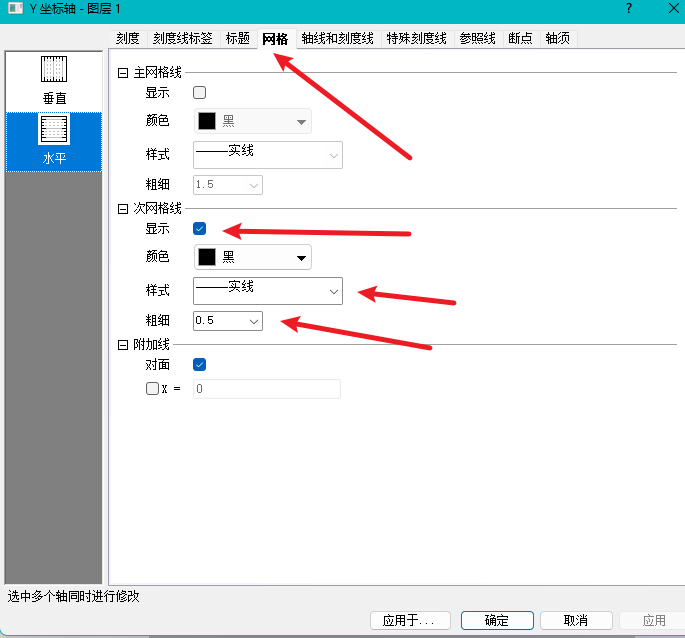 Y 坐标轴 - 图层 1
?
刻度 刻度线标签 标题 网格 轴线和刻度线 特殊刻度线 参照线 断点 轴须
垂直
水平
主网格线
显示
颜色 黑
样式 实线
粗细 1.5
次网格线
显示
颜色 黑
样式 实线
粗细 0.5
附加线
对面
X = 0
选中多个轴同时进行修改
应用于... 确定 取消 应用